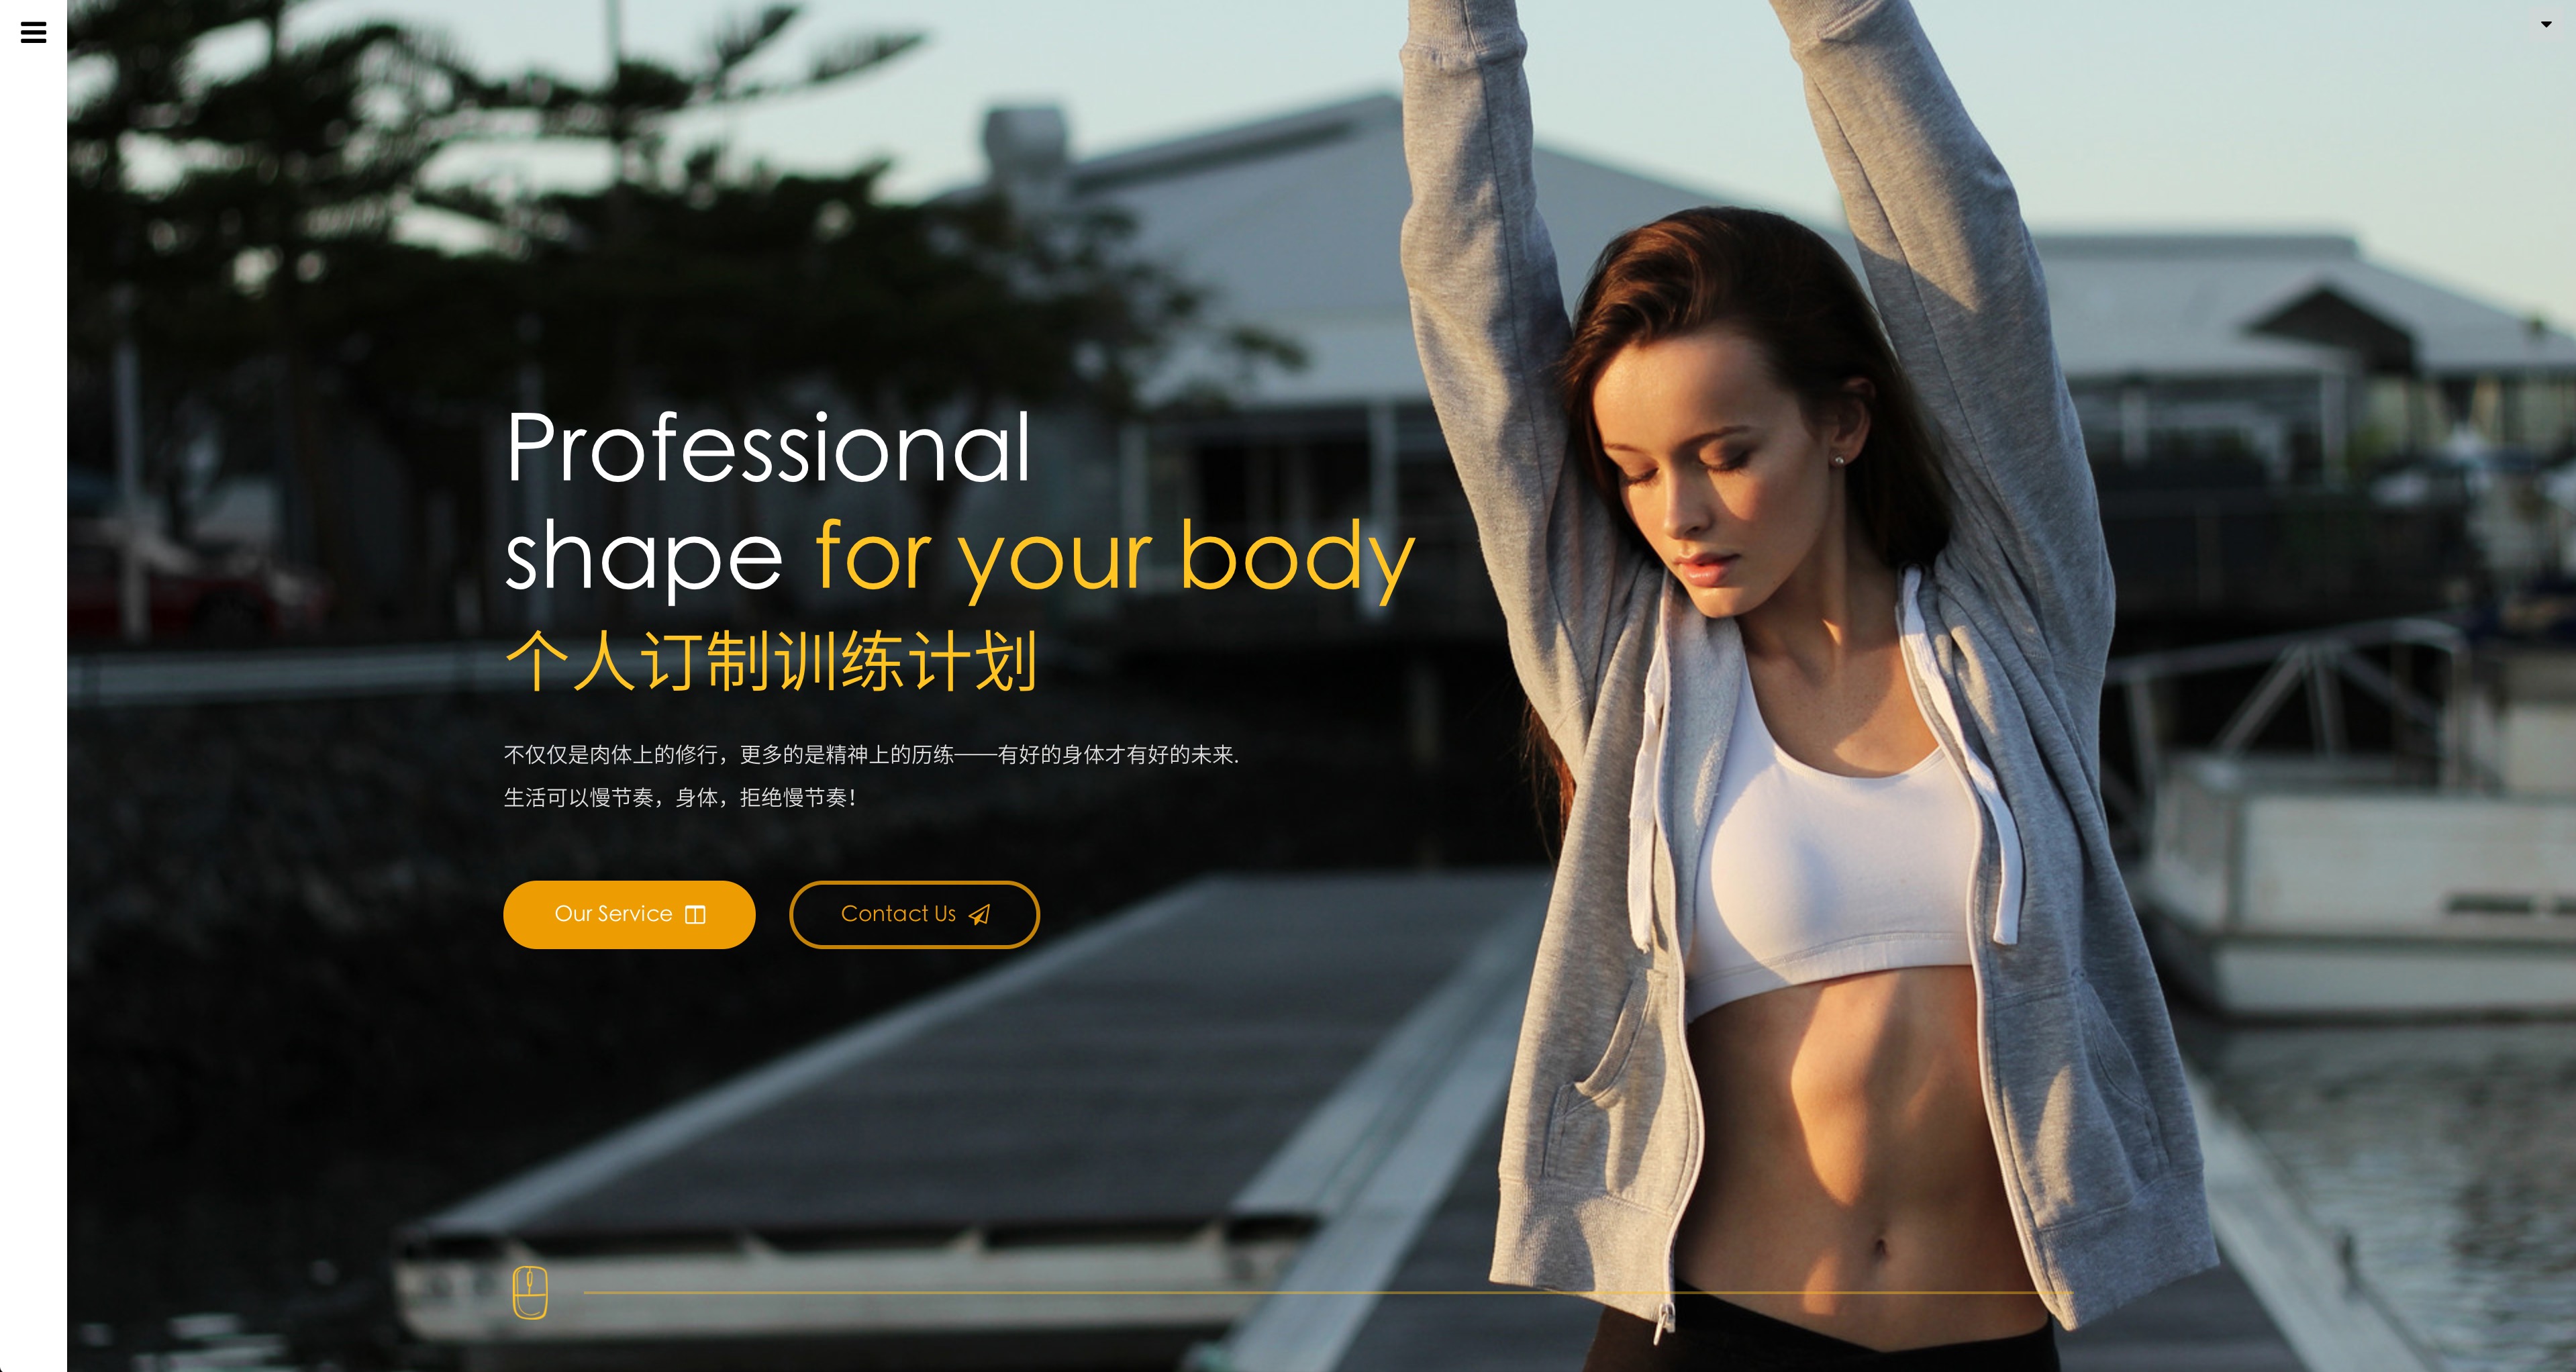 Professional
shape for your body
个人订制训练计划
不仅仅是肉体上的修行，更多的是精神上的历练——有好的身体才有好的未来.
生活可以慢节奏，身体，拒绝慢节奏！
Our Service
Contact Us